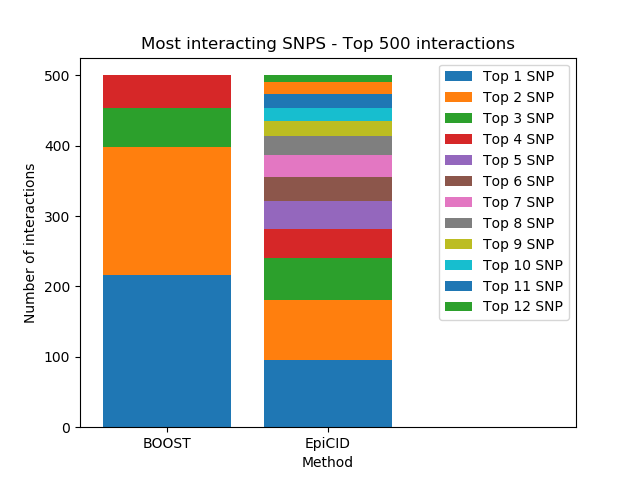 Most interacting SNPS - Top 500 interactions
Number of interactions
500
400
300
200
100
0
BOOST
EpiCID
Method
Top 1 SNP
Top 2 SNP
Top 3 SNP
Top 4 SNP
Top 5 SNP
Top 6 SNP
Top 7 SNP
Top 8 SNP
Top 9 SNP
Top 10 SNP
Top 11 SNP
Top 12 SNP